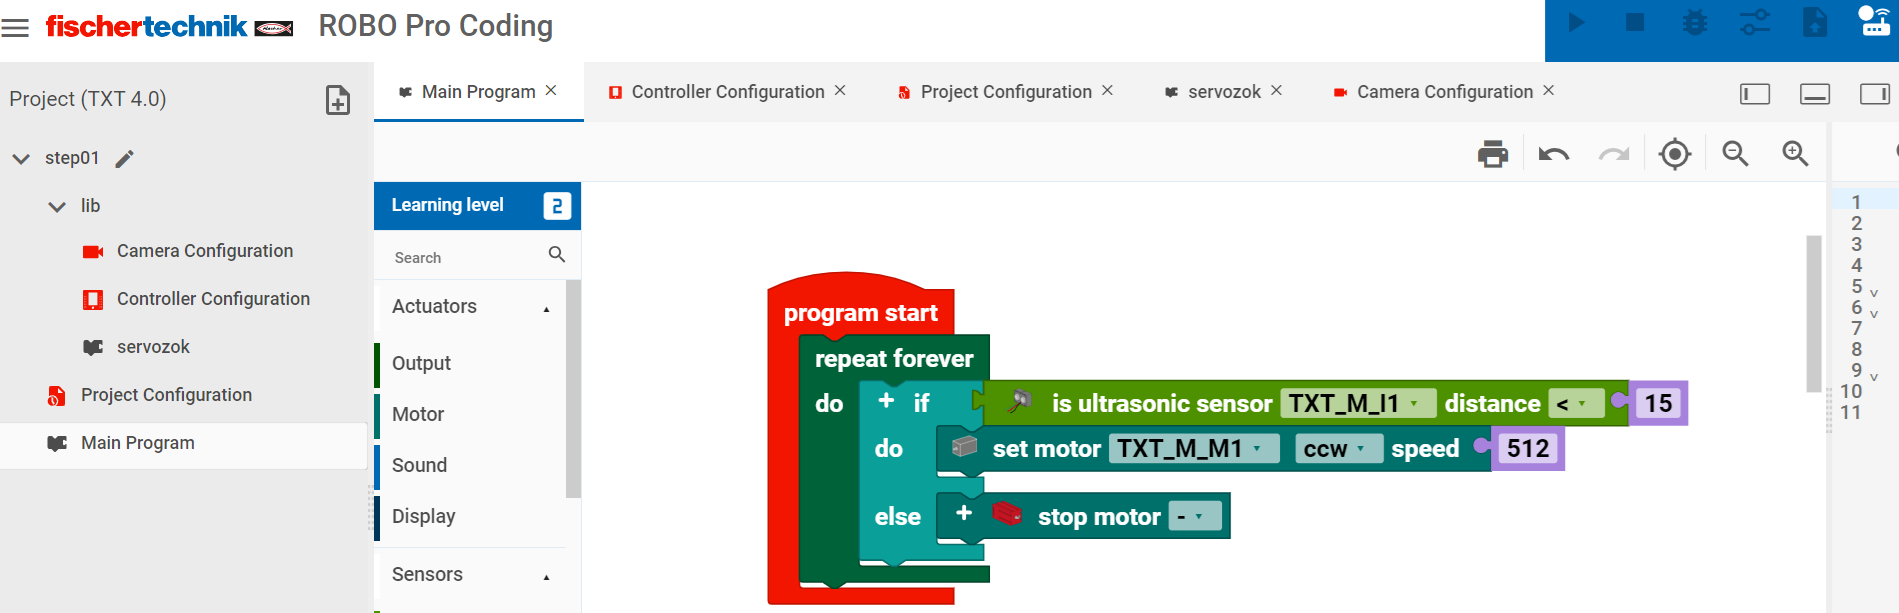 fischertechnik ROBO Pro Coding
Project (TXT 4.0)
Main Program
Controller Configuration
Project Configuration
servozok
Camera Configuration
step01
lib
Camera Configuration
Controller Configuration
servozok
Project Configuration
Main Program
Learning level 2
Search
Actuators
Output
Motor
Sound
Display
Sensors
program start
repeat forever
do + if is ultrasonic sensor TXT_M_I1 distance < 15
do set motor TXT_M_M1 ccw speed 512
else + stop motor -
1
2
3
4
5
6
7
8
9
10
11